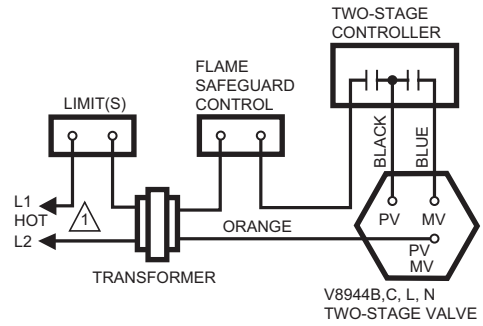 TWO-STAGE
CONTROLLER
FLAME
SAFEGUARD
CONTROL
LIMIT(S)
BLACK
BLUE
L1
HOT
1
L2
PV
MV
ORANGE
PV
MV
TRANSFORMER
V8944B,C, L, N
TWO-STAGE VALVE